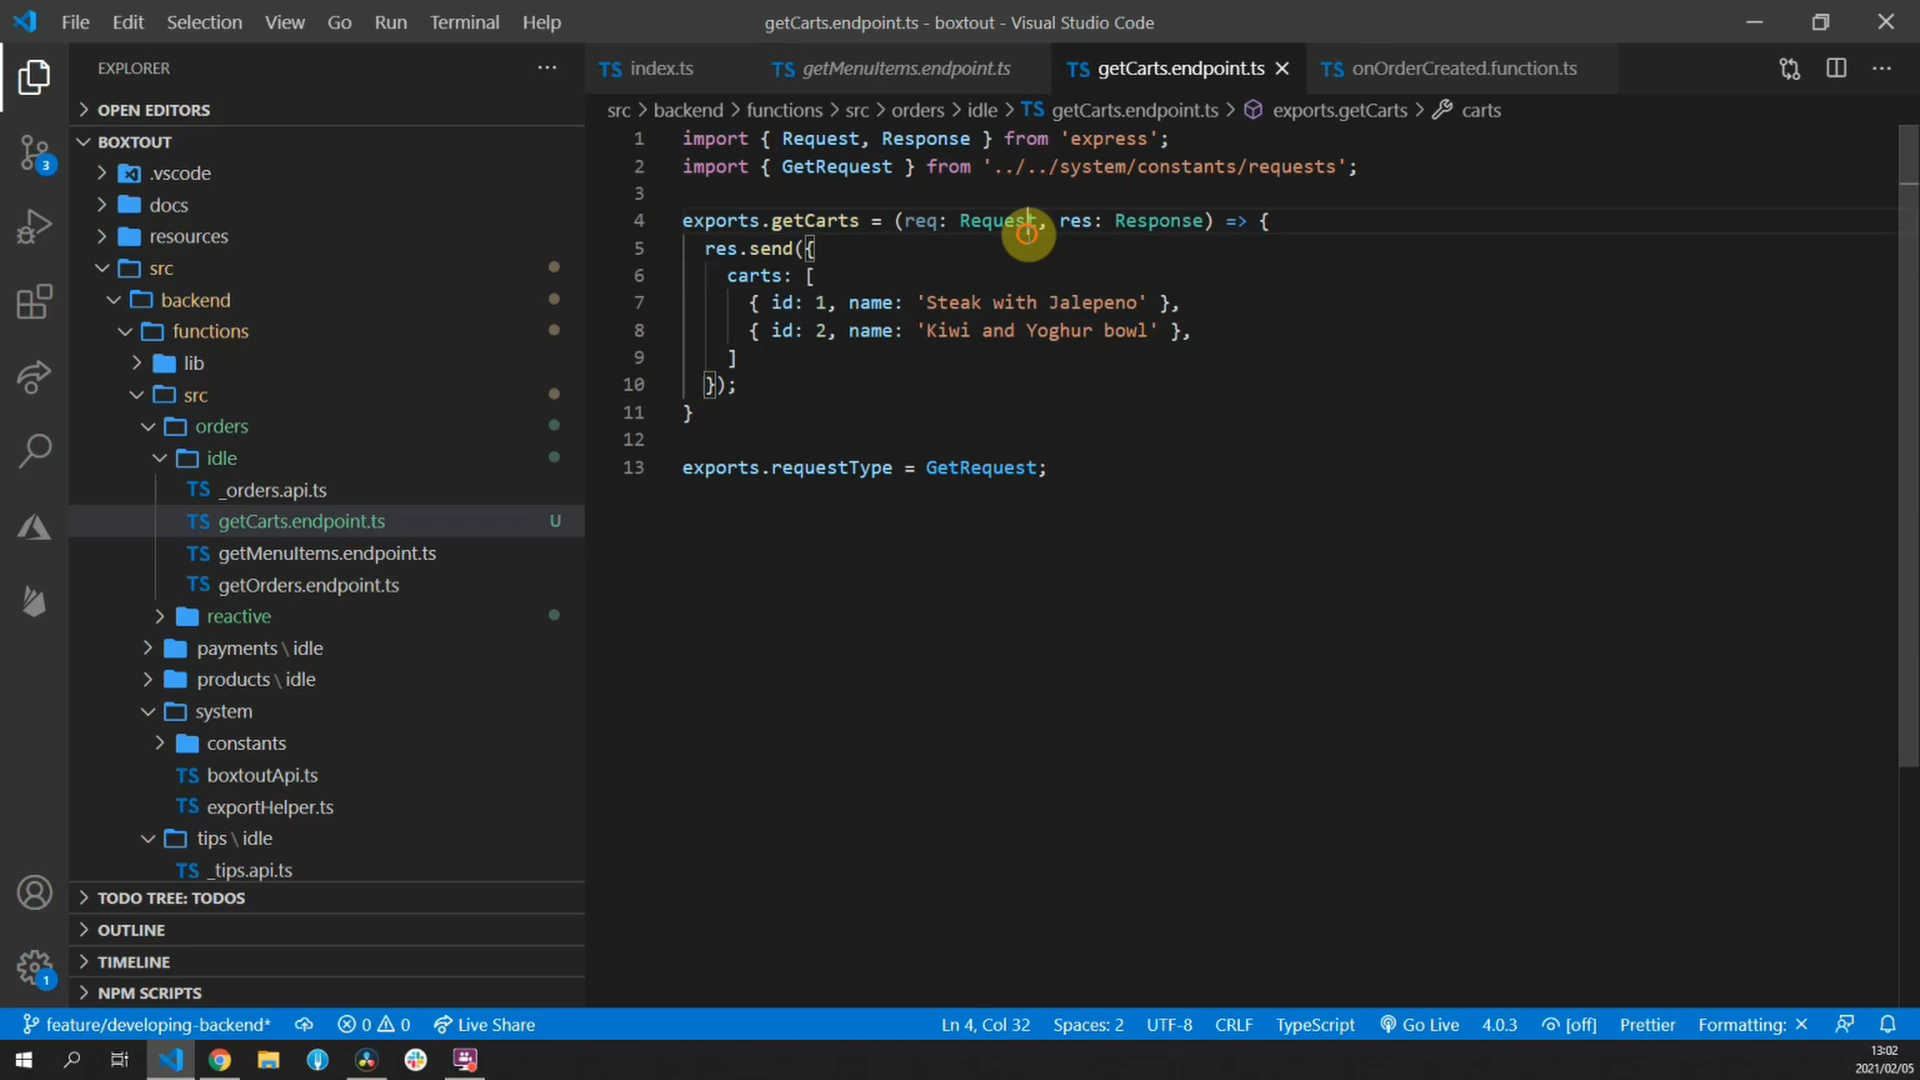 File Edit Selection View Go Run Terminal Help getCarts.endpoint.ts - boxtout - Visual Studio Code
EXPLORER
TS index.ts TS getMenuItems.endpoint.ts TS getCarts.endpoint.ts TS onOrderCreated.function.ts
src > backend > functions > src > orders > idle > TS getCarts.endpoint.ts > exports.getCarts > carts
OPEN EDITORS
BOXTOUT
.vscode
docs
resources
src
backend
functions
lib
src
orders
idle
TS _orders.api.ts
TS getCarts.endpoint.ts U
TS getMenuItems.endpoint.ts
TS getOrders.endpoint.ts
reactive
payments \ idle
products \ idle
system
constants
TS boxtoutApi.ts
TS exportHelper.ts
tips \ idle
TS _tips.api.ts
TODO TREE: TODOS
OUTLINE
TIMELINE
NPM SCRIPTS
3
1
1 import { Request, Response } from 'express';
2 import { GetRequest } from '../../system/constants/requests';
3
4 exports.getCarts = (req: Request, res: Response) => {
5 res.send({
6 carts: [
7 { id: 1, name: 'Steak with Jalepeno' },
8 { id: 2, name: 'Kiwi and Yoghur bowl' },
9 ]
10 });
11 }
12
13 exports.requestType = GetRequest;
feature/developing-backend* 0 0 Live Share Ln 4, Col 32 Spaces: 2 UTF-8 CRLF TypeScript Go Live 4.0.3 [off] Prettier Formatting: ✕
13:02
2021/02/05